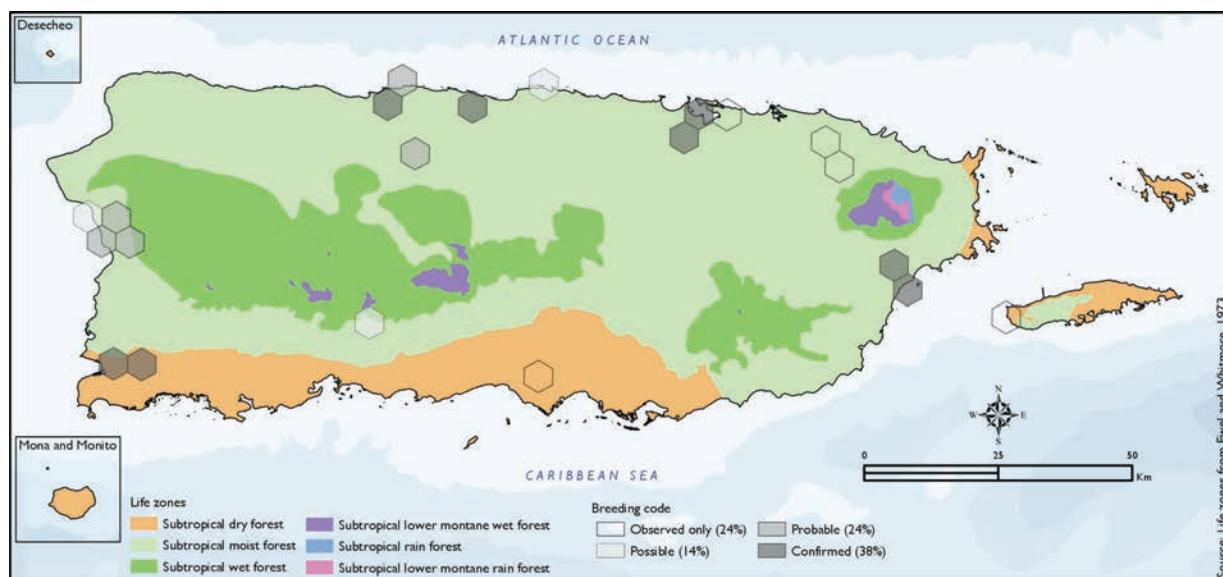 Desecheo
ATLANTIC OCEAN
Mona and Monito
CARIBBEAN SEA
N
W
E
S
0
25
50
Km
Life zones
Subtropical dry forest
Subtropical moist forest
Subtropical wet forest
Subtropical lower montane wet forest
Subtropical rain forest
Subtropical lower montane rain forest
Breeding code
Observed only (24%)
Possible (14%)
Probable (24%)
Confirmed (38%)
Source: Life zones from Ewel and Whitmore, 1973